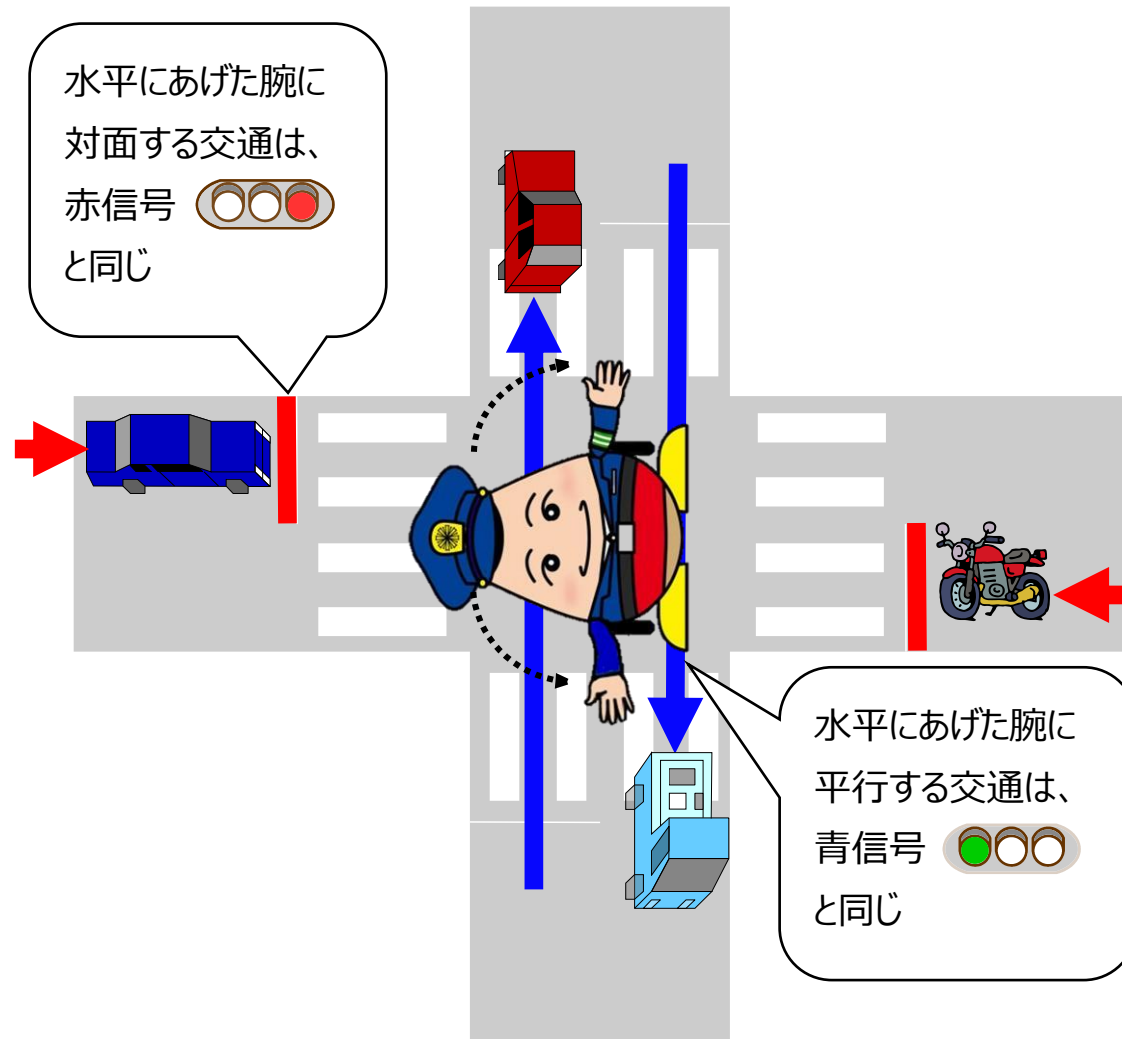 水平にあげた腕に
対面する交通は、
赤信号
と同じ
水平にあげた腕に
平行する交通は、
青信号
と同じ